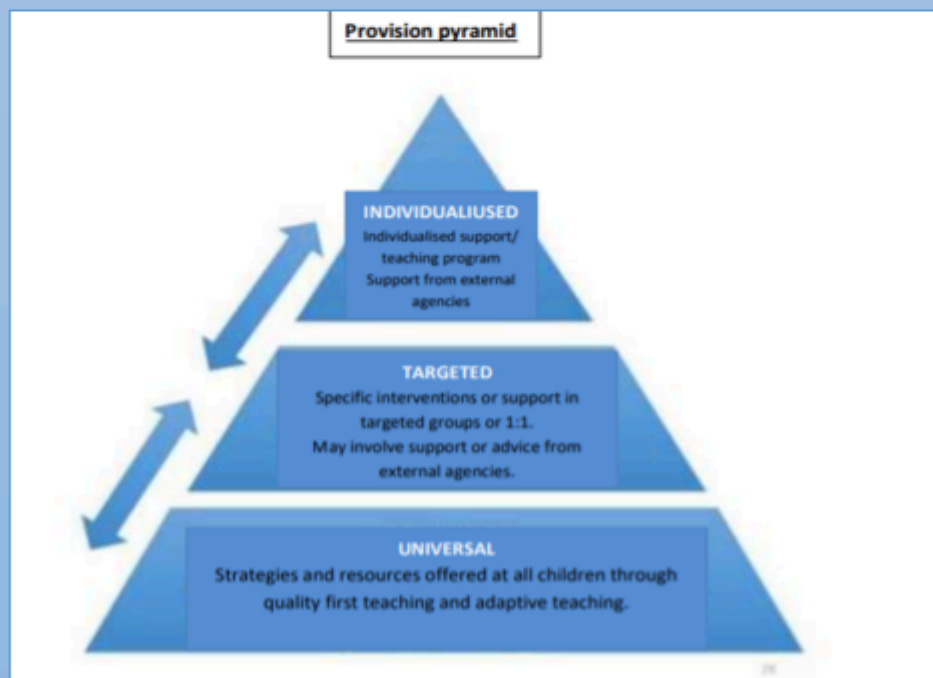 Provision pyramid
INDIVIDUALIUSED
Individualised support/
teaching program
Support from external
agencies
TARGETED
Specific interventions or support in
targeted groups or 1:1.
May involve support or advice from
external agencies.
UNIVERSAL
Strategies and resources offered at all children through
quality first teaching and adaptive teaching.